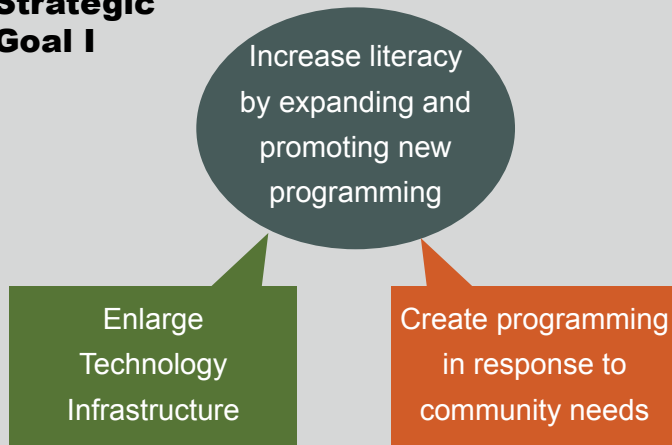 Strategic
Goal I
Increase literacy
by expanding and
promoting new
programming
Enlarge
Technology
Infrastructure
Create programming
in response to
community needs